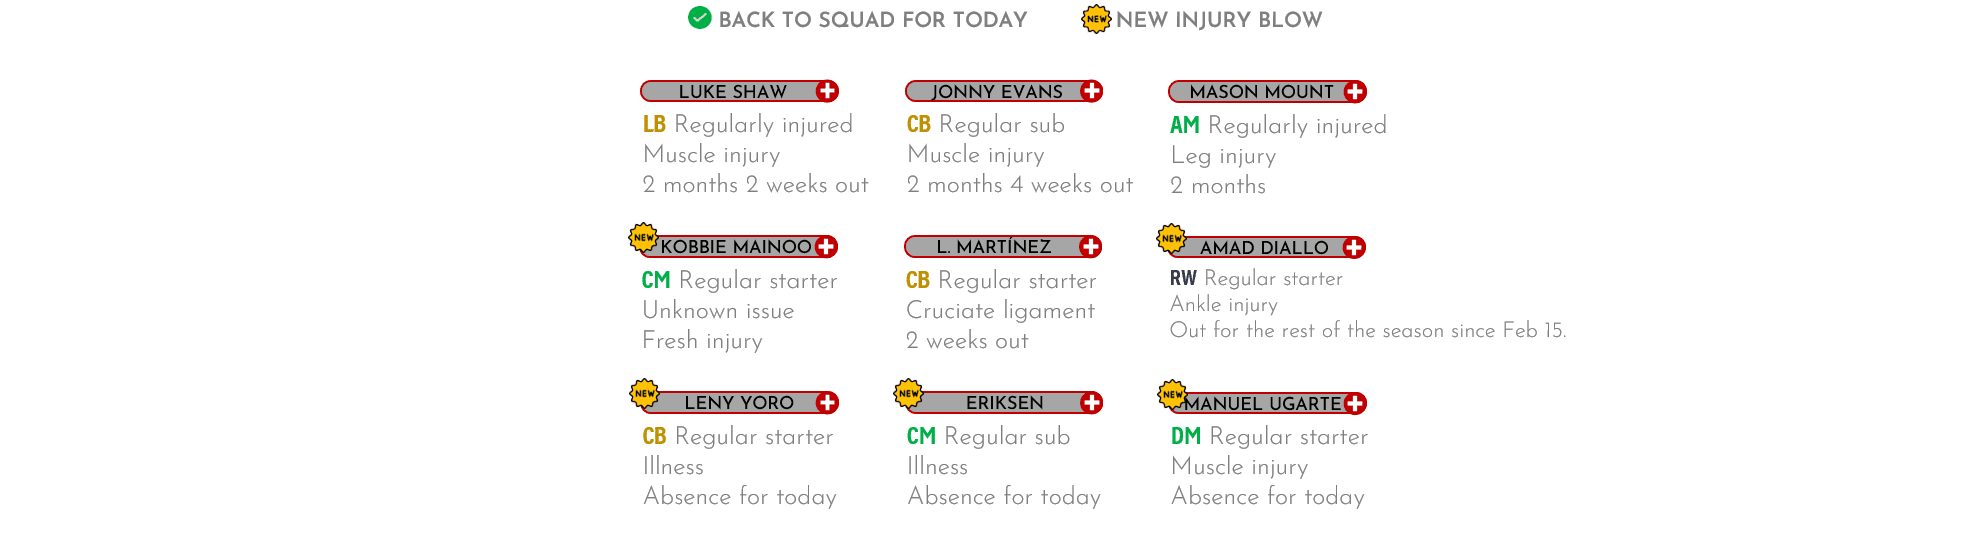 BACK TO SQUAD FOR TODAY NEW NEW INJURY BLOW
LUKE SHAW
LB Regularly injured
Muscle injury
2 months 2 weeks out
JONNY EVANS
CB Regular sub
Muscle injury
2 months 4 weeks out
MASON MOUNT
AM Regularly injured
Leg injury
2 months
NEW KOBBIE MAINOO
CM Regular starter
Unknown issue
Fresh injury
L. MARTÍNEZ
CB Regular starter
Cruciate ligament
2 weeks out
NEW AMAD DIALLO
RW Regular starter
Ankle injury
Out for the rest of the season since Feb 15.
NEW LENY YORO
CB Regular starter
Illness
Absence for today
NEW ERIKSEN
CM Regular sub
Illness
Absence for today
NEW MANUEL UGARTE
DM Regular starter
Muscle injury
Absence for today